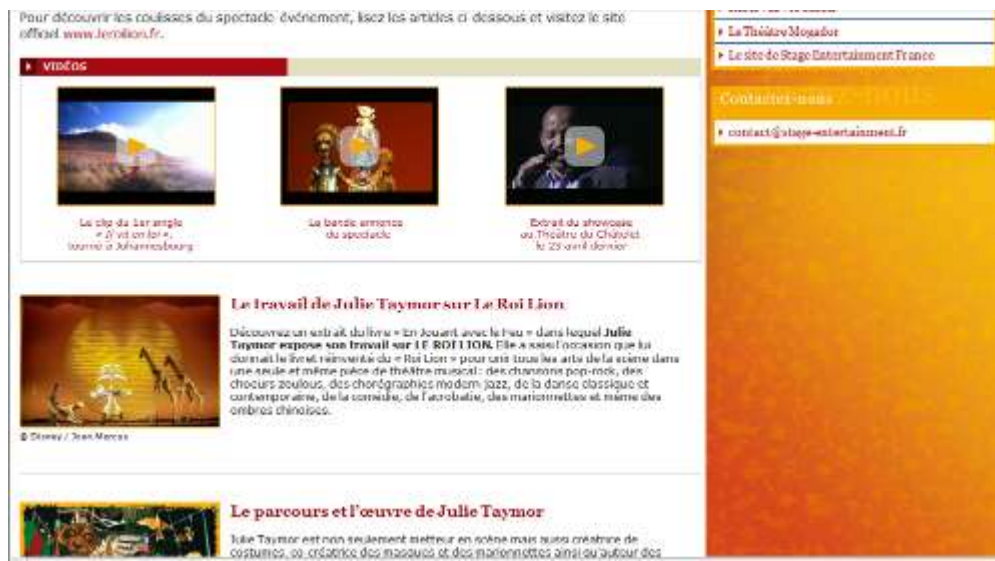 Pour découvrir les coulisses du spectacle-événement, lisez les articles ci-dessous et visitez le site
officiel www.leroilion.fr.
VIDÉOS
Le clip du 1er single
« Il vit en toi »,
tourné à Johannesbourg
La bande annonce
du spectacle
Extrait du showcase
au Théâtre du Châtelet
le 23 avril dernier
Le travail de Julie Taymor sur Le Roi Lion
Découvrez un extrait du livre « En Jouant avec le Feu » dans lequel Julie
Taymor expose son travail sur LE ROI LION. Elle a saisi l'occasion que lui
donnait le livret réinventé du « Roi Lion » pour unir tous les arts de la scène dans
une seule et même pièce de théâtre musical : des chansons pop-rock, des
choeurs zoulous, des chorégraphies modern-jazz, de la danse classique et
contemporaine, de la comédie, de l'acrobatie, des marionnettes et même des
ombres chinoises.
© Disney / Joan Marcus
Le parcours et l'œuvre de Julie Taymor
Julie Taymor est non seulement metteur en scène mais aussi créatrice de
costumes, co-créatrice des masques et des marionnettes ainsi qu'auteur des
Le Théâtre Mogador
Le site de Stage Entertainment France
Contactez-nous
contact@stage-entertainment.fr